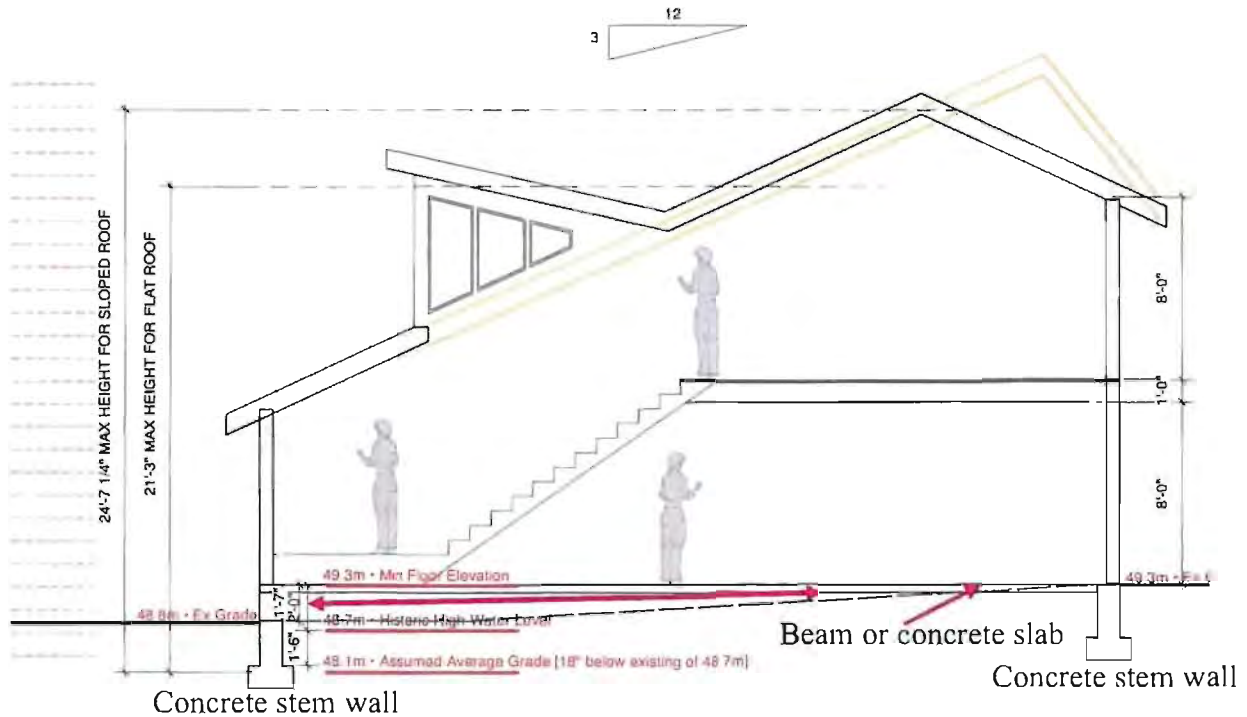 12
3
24'-7 1/4" MAX HEIGHT FOR SLOPED ROOF
21'-3" MAX HEIGHT FOR FLAT ROOF
8'-0"
1'-0"
8'-0"
49.3m • Min Floor Elevation
49.3m • Ex
1'-7"
2'-0"
48.8m • Ex Grade
48.7m • Historic High Water Level
1'-6"
48.1m • Assumed Average Grade [18" below existing of 48.7m]
Beam or concrete slab
Concrete stem wall
Concrete stem wall